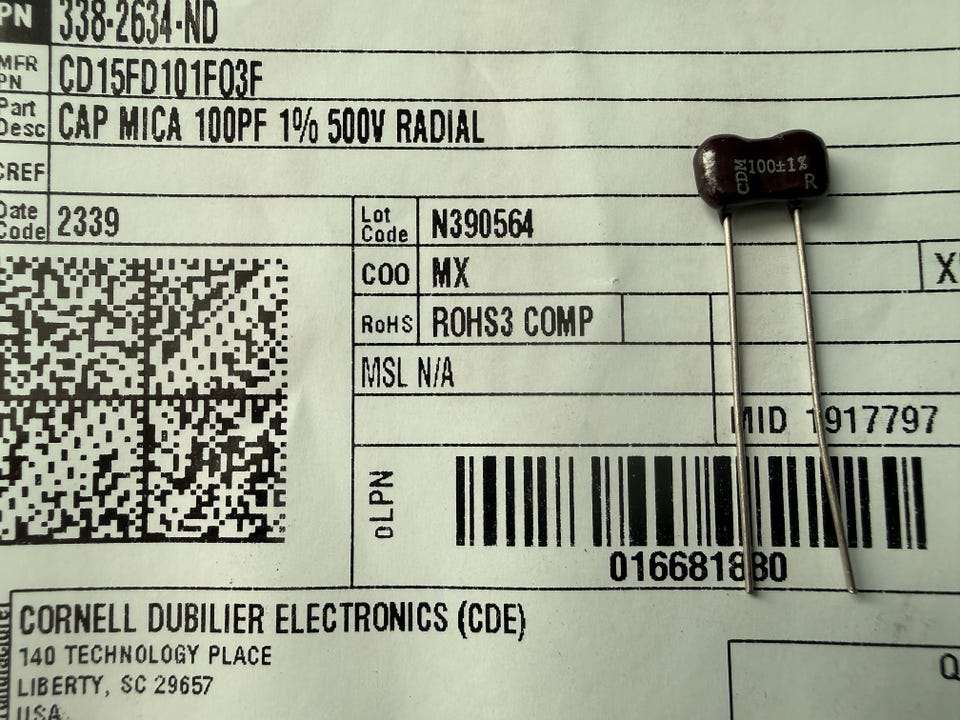 PN 338-2634-ND
MFR PN CD15FD101F03F
Part Desc CAP MICA 100PF 1% 500V RADIAL
CREF
Date Code 2339
Lot Code N390564
COO MX
X
RoHS ROHS3 COMP
MSL N/A
MID 1917797
oLPN
016681880
CDM 100±1%
R
CORNELL DUBILIER ELECTRONICS (CDE)
140 TECHNOLOGY PLACE
LIBERTY, SC 29657
USA
Q